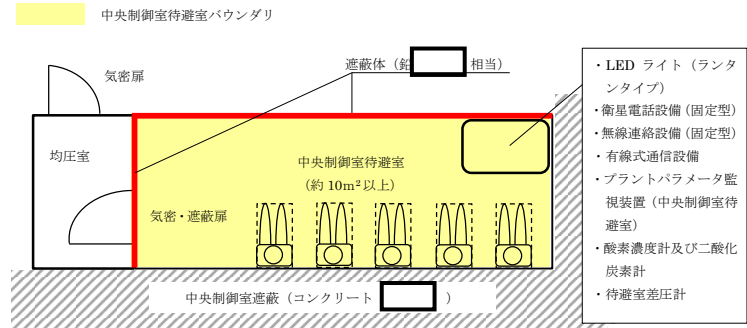 中央制御室待避室バウンダリ
遮蔽体（鉛 相当）
気密扉
均圧室
中央制御室待避室
（約 10m²以上）
気密・遮蔽扉
中央制御室遮蔽（コンクリート ）
・LED ライト（ランタ
ンタイプ）
・衛星電話設備（固定型）
・無線連絡設備（固定型）
・有線式通信設備
・プラントパラメータ監
視装置（中央制御室待
避室）
・酸素濃度計及び二酸化
炭素計
・待避室差圧計